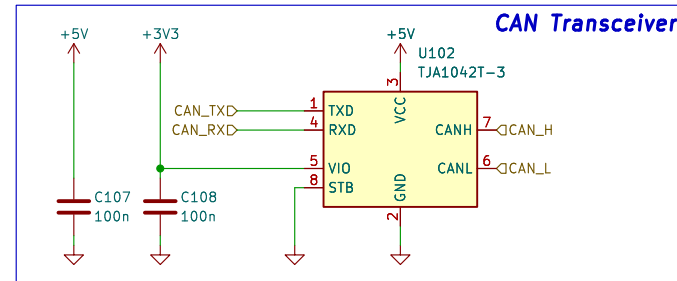 CAN Transceiver
+5V
+3V3
+5V
U102
TJA1042T-3
3
VCC
CAN_TX
1
TXD
CAN_RX
4
RXD
CANH
7
CAN_H
5
VIO
CANL
6
CAN_L
8
STB
GND
2
C107
100n
C108
100n